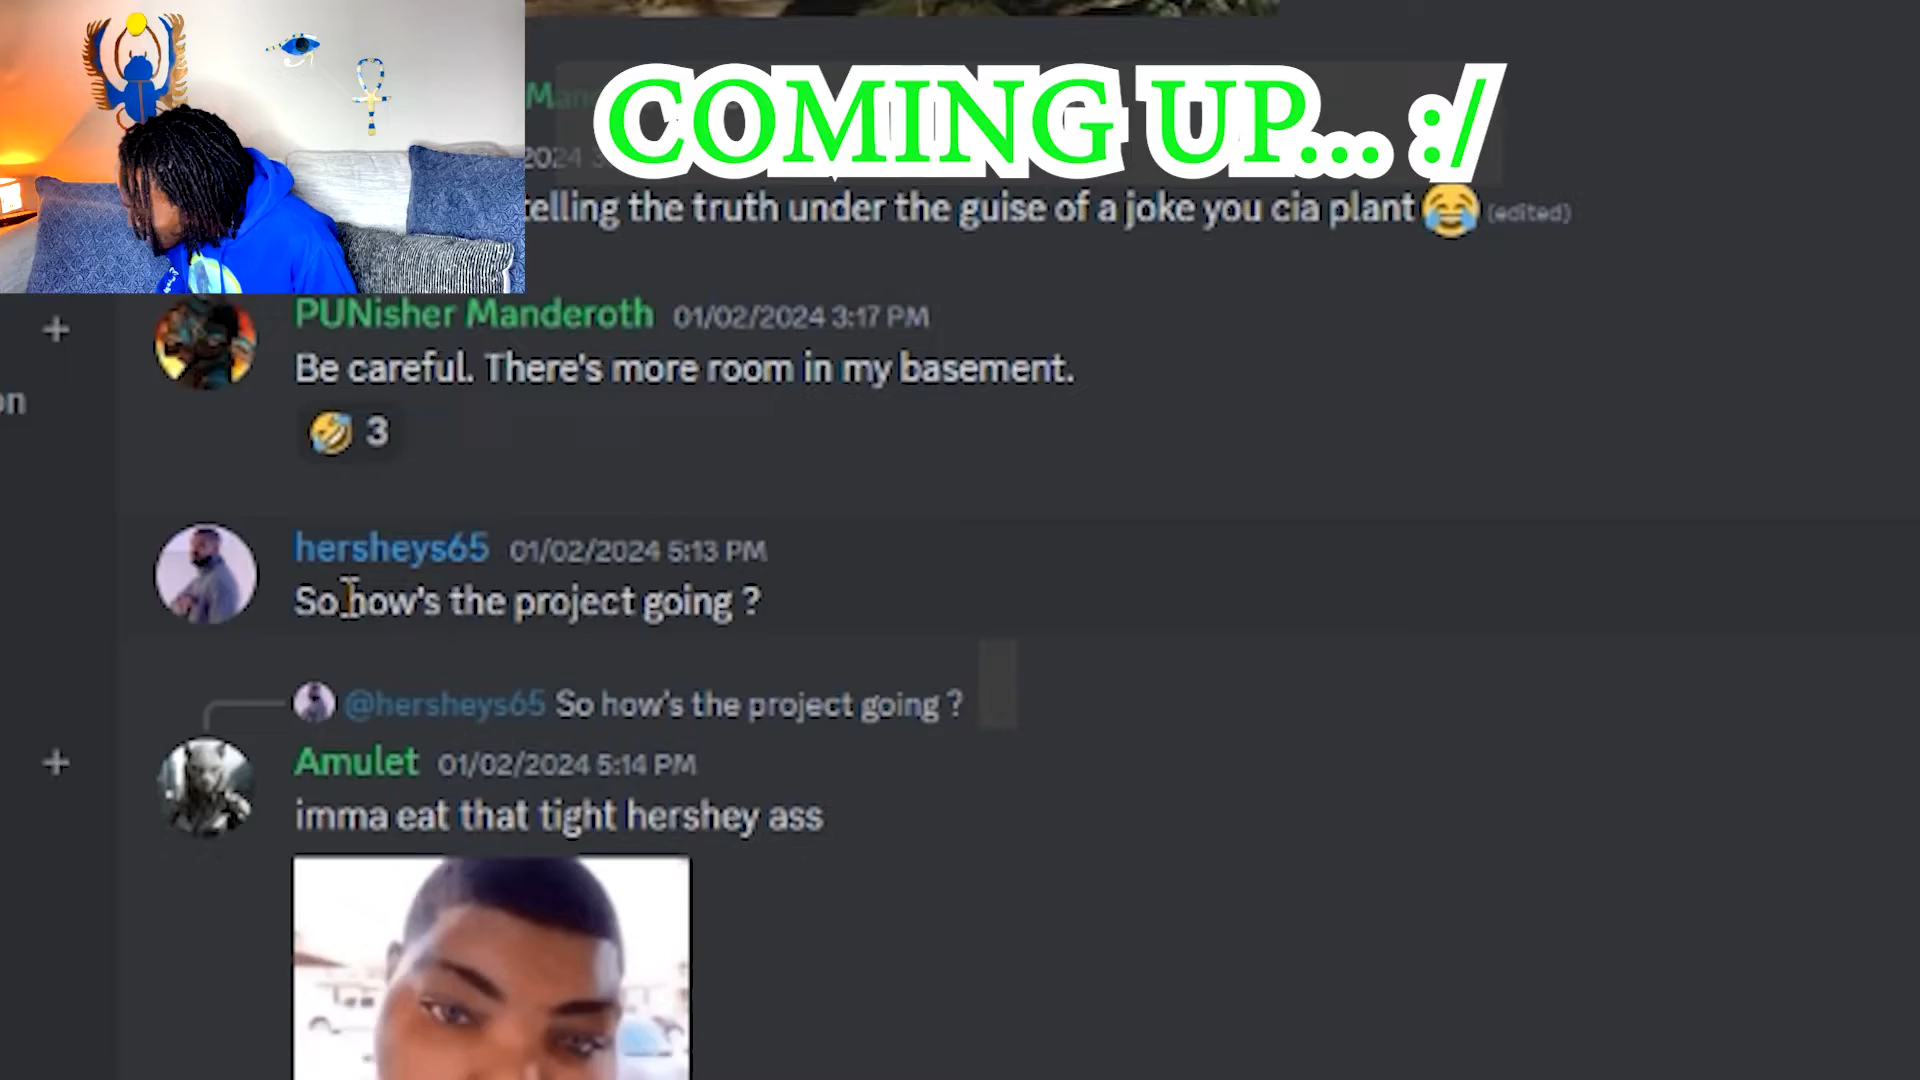 COMING UP... :/
telling the truth under the guise of a joke you cia plant 😂 (edited)
PUNisher Manderoth 01/02/2024 3:17 PM
Be careful. There's more room in my basement.
🤣 3
on
hersheys65 01/02/2024 5:13 PM
So how's the project going ?
@hersheys65 So how's the project going ?
Amulet 01/02/2024 5:14 PM
imma eat that tight hershey ass